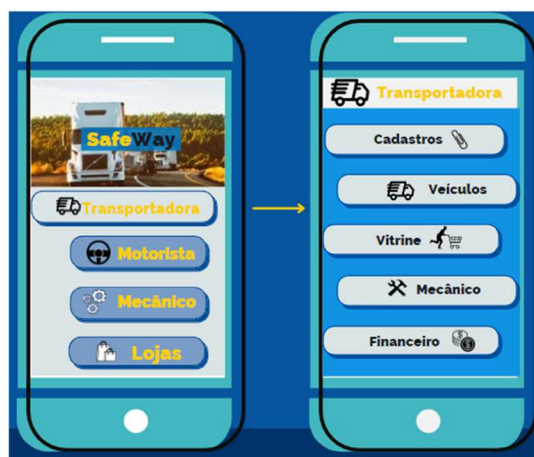 SafeWay
Transportadora
Motorista
Mecânico
Lojas
Transportadora
Cadastros
Veículos
Vitrine
Mecânico
Financeiro